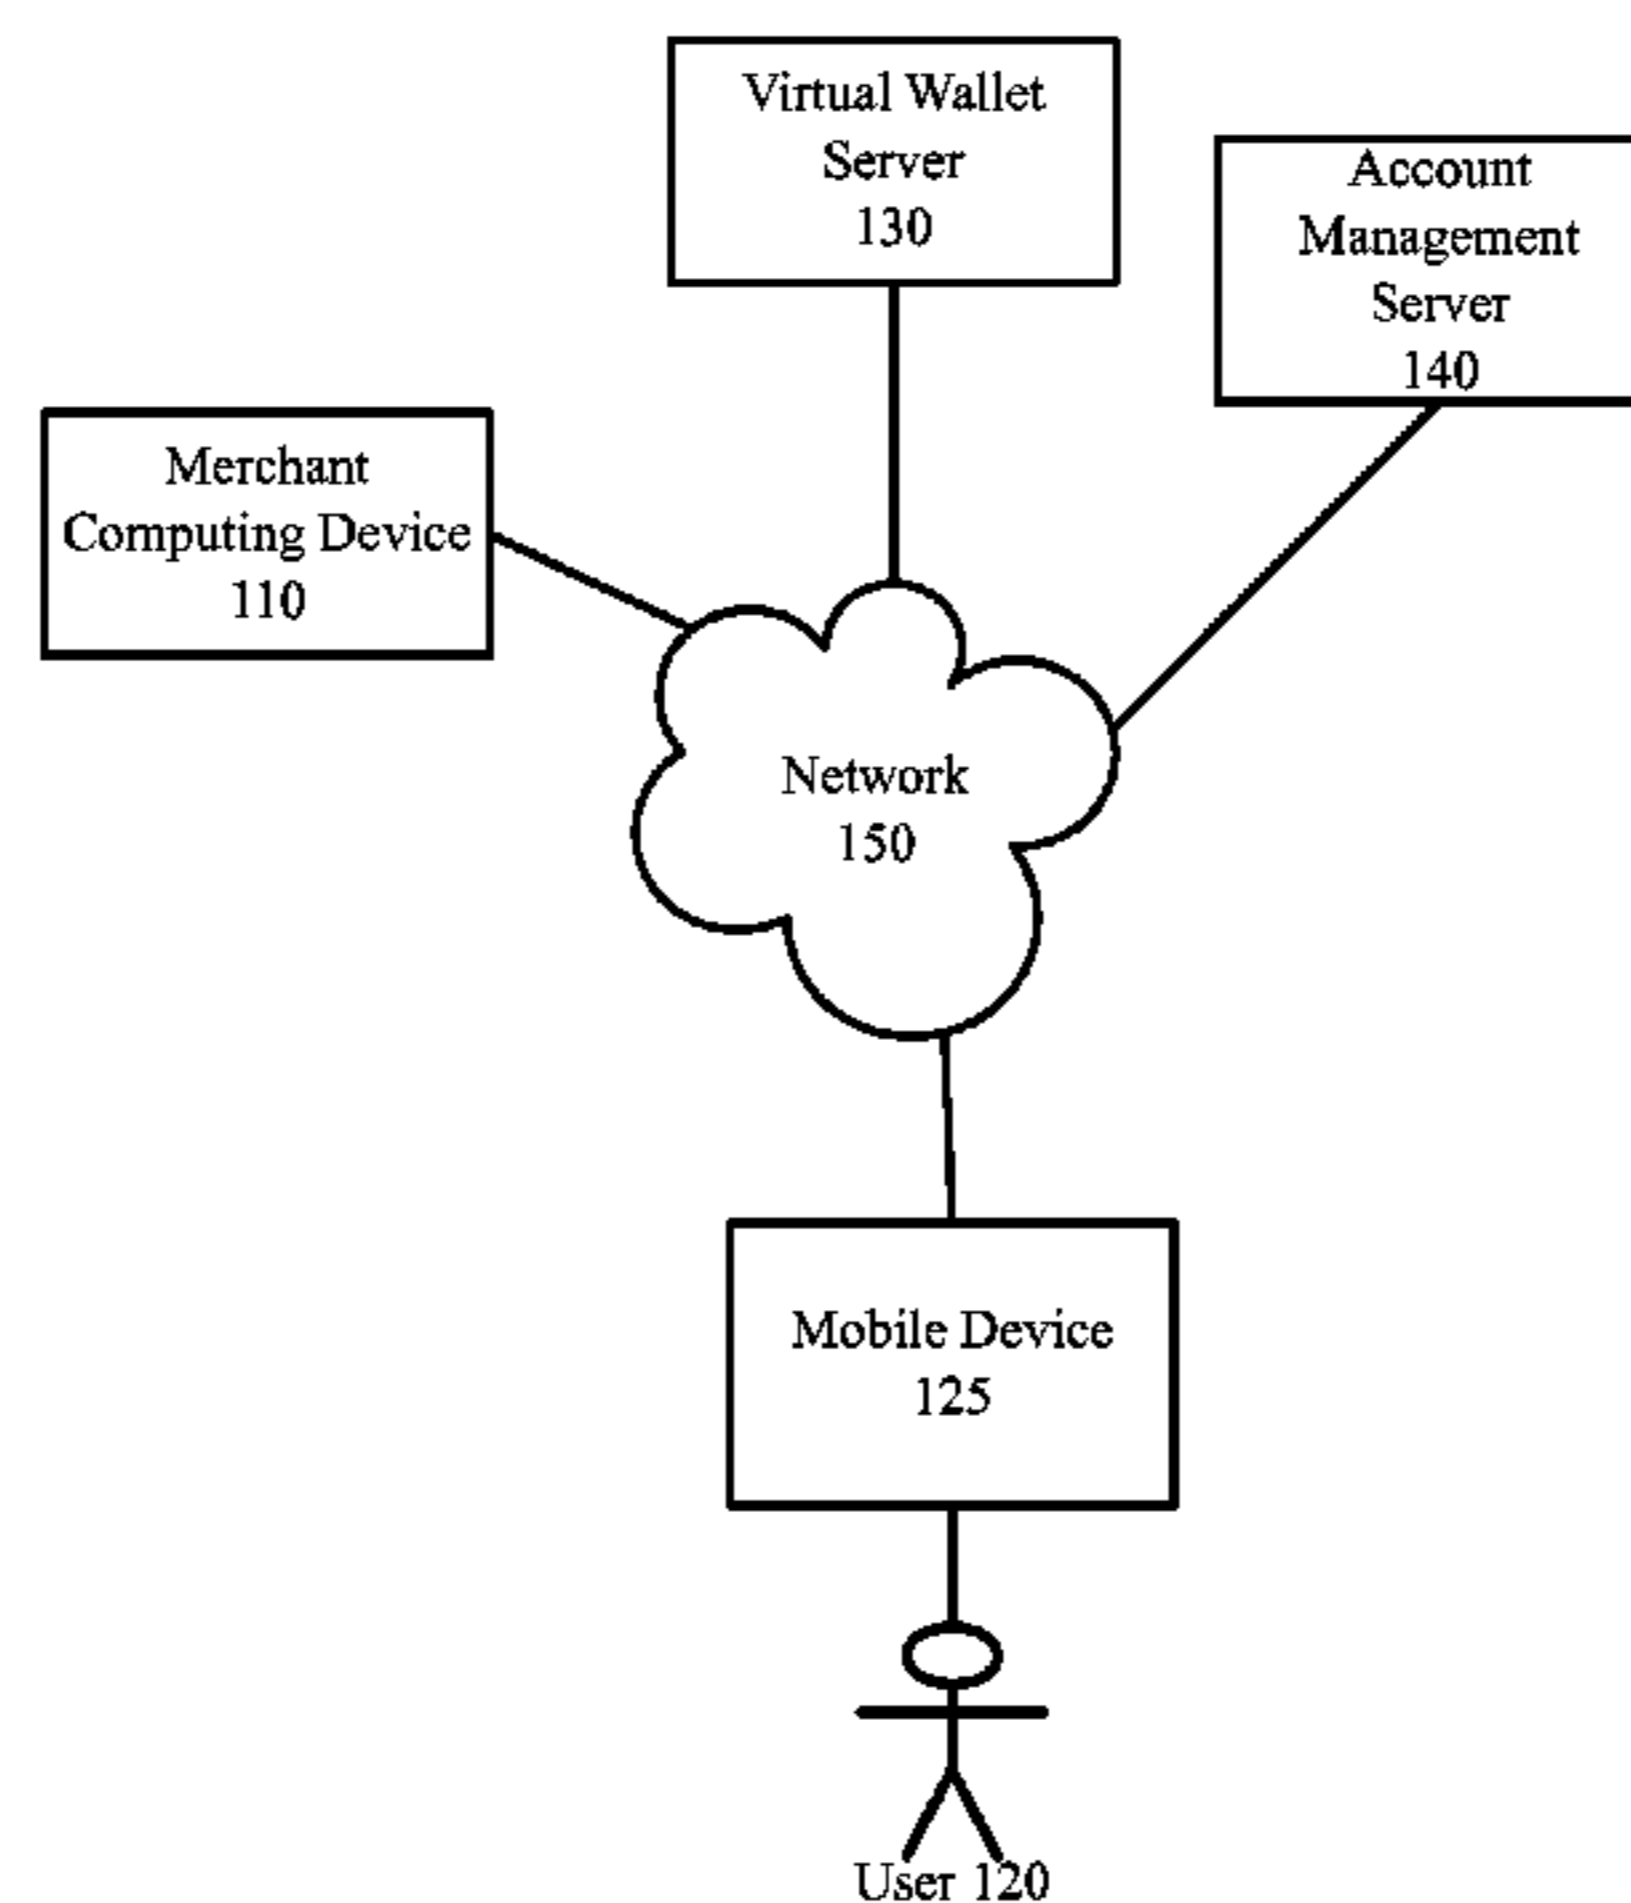 Virtual Wallet
Server
130
Account
Management
Server
140
Merchant
Computing Device
110
Network
150
Mobile Device
125
User 120